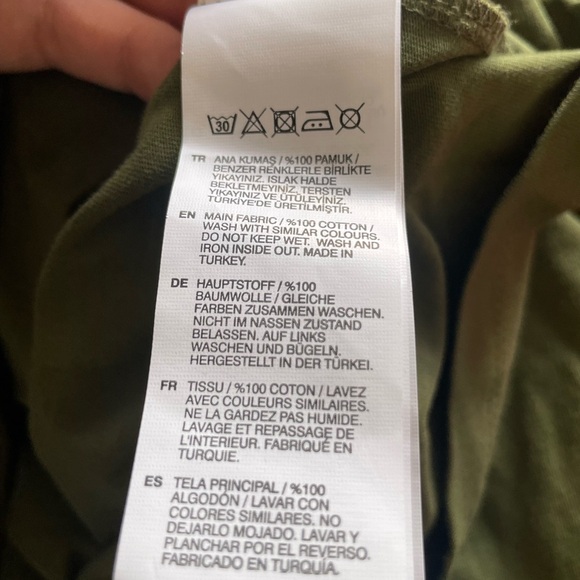 30
TR ANA KUMAŞ / %100 PAMUK /
BENZER RENKLERLE BİRLİKTE
YIKAYINIZ. ISLAK HALDE
BEKLETMEYİNİZ. TERSTEN
YIKAYINIZ VE ÜTÜLEYİNİZ.
TÜRKİYE'DE ÜRETİLMİŞTİR.
EN MAIN FABRIC / %100 COTTON /
WASH WITH SIMILAR COLOURS.
DO NOT KEEP WET. WASH AND
IRON INSIDE OUT. MADE IN
TURKEY.
DE HAUPTSTOFF / %100
BAUMWOLLE / GLEICHE
FARBEN ZUSAMMEN WASCHEN.
NICHT IM NASSEN ZUSTAND
BELASSEN. AUF LINKS
WASCHEN UND BÜGELN.
HERGESTELLT IN DER TÜRKEI.
FR TISSU / %100 COTON / LAVEZ
AVEC COULEURS SIMILAIRES.
NE LA GARDEZ PAS HUMIDE.
LAVAGE ET REPASSAGE DE
L'INTERIEUR. FABRIQUÉ EN
TURQUIE.
ES TELA PRINCIPAL / %100
ALGODÓN / LAVAR CON
COLORES SIMILARES. NO
DEJARLO MOJADO. LAVAR Y
PLANCHAR POR EL REVERSO.
FABRICADO EN TURQUÍA.